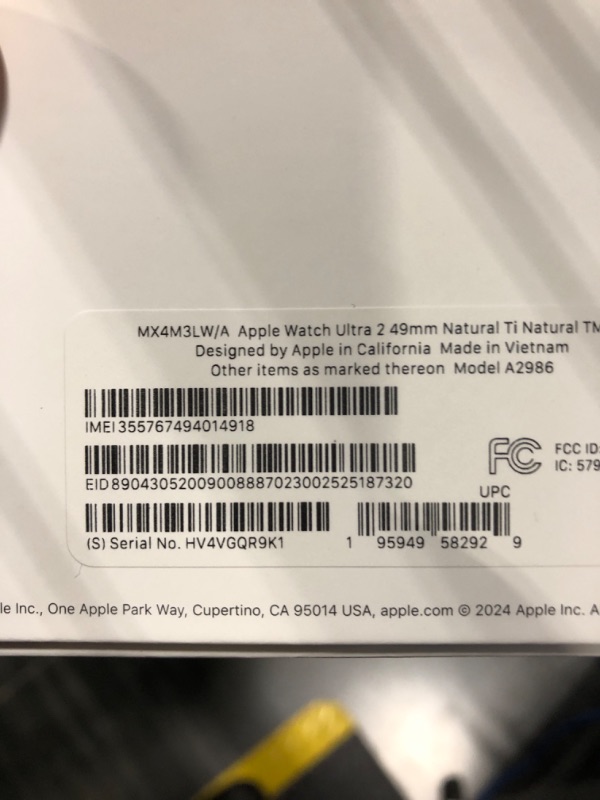 MX4M3LW/A Apple Watch Ultra 2 49mm Natural Ti Natural TM
Designed by Apple in California Made in Vietnam
Other items as marked thereon Model A2986
IMEI 355767494014918
EID 89043052009008887023002525187320
FC
FCC ID:
IC: 579
UPC
(S) Serial No. HV4VGQR9K1
1 95949 58292 9
le Inc., One Apple Park Way, Cupertino, CA 95014 USA, apple.com © 2024 Apple Inc. A